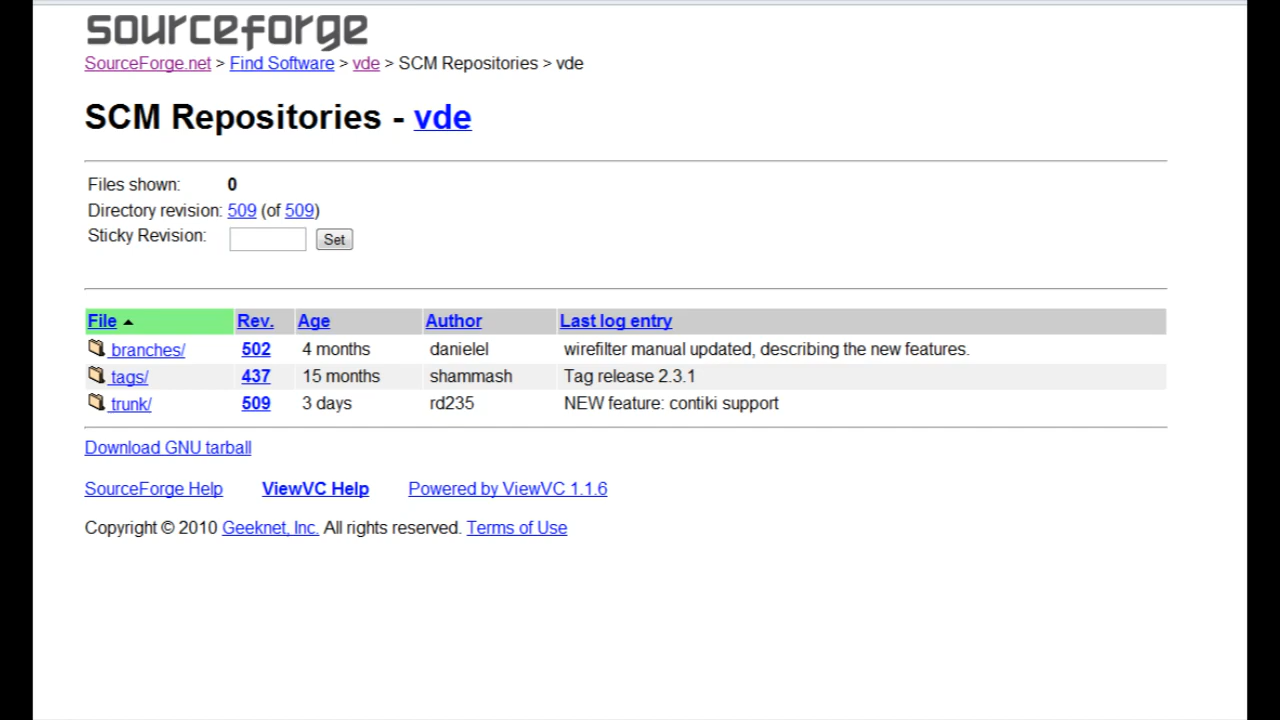 sourceforge
SourceForge.net > Find Software > vde > SCM Repositories > vde
SCM Repositories - vde
Files shown: 0
Directory revision: 509 (of 509)
Sticky Revision: Set
File Rev. Age Author Last log entry
branches/ 502 4 months danielel wirefilter manual updated, describing the new features.
tags/ 437 15 months shammash Tag release 2.3.1
trunk/ 509 3 days rd235 NEW feature: contiki support
Download GNU tarball
SourceForge Help ViewVC Help Powered by ViewVC 1.1.6
Copyright © 2010 Geeknet, Inc. All rights reserved. Terms of Use